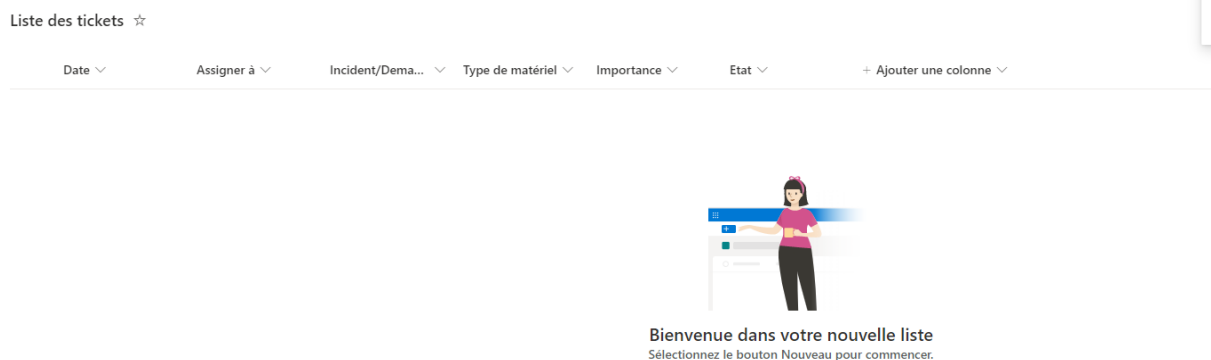 Liste des tickets
Date Assigner à Incident/Dema... Type de matériel Importance Etat + Ajouter une colonne
Bienvenue dans votre nouvelle liste
Sélectionnez le bouton Nouveau pour commencer.